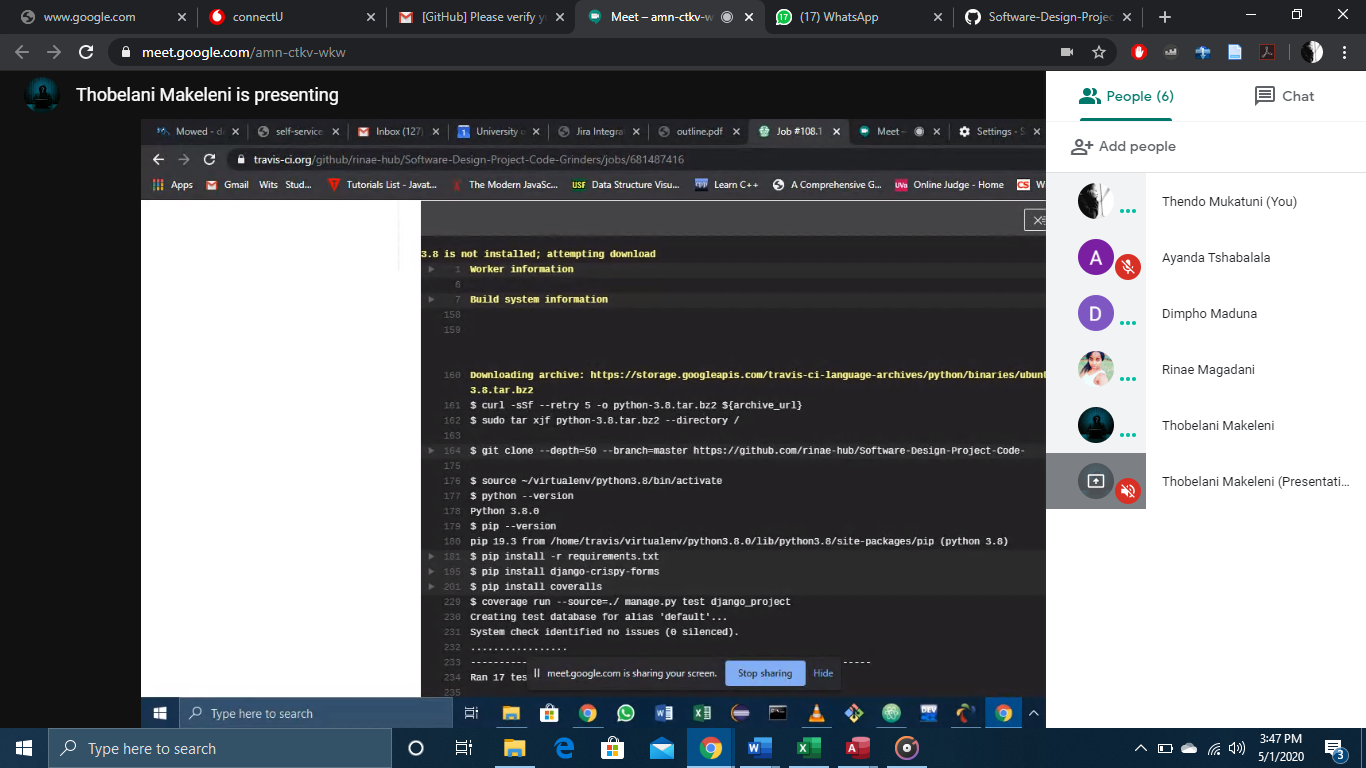 www.google.com
connectU
[GitHub] Please verify y
Meet – amn-ctkv-w
(17) WhatsApp
Software-Design-Projec
meet.google.com/amn-ctkv-wkw
Thobelani Makeleni is presenting
People (6)
Chat
Add people
Thendo Mukatuni (You)
Ayanda Tshabalala
Dimpho Maduna
Rinae Magadani
Thobelani Makeleni
Thobelani Makeleni (Presentati...
A
D
Mowed - d
self-service
Inbox (127)
University o
Jira Integra
outline.pdf
Job #108.1
Meet –
Settings - S
travis-ci.org/github/rinae-hub/Software-Design-Project-Code-Grinders/jobs/681487416
Apps
Gmail
Wits Stud...
Tutorials List - Javat...
The Modern JavaSc...
USF
Data Structure Visu...
Learn C++
A Comprehensive G...
UVa
Online Judge - Home
CS
W
3.8 is not installed; attempting download
1 Worker information
6
7 Build system information
158
159
160 Downloading archive: https://storage.googleapis.com/travis-ci-language-archives/python/binaries/ubunt
3.8.tar.bz2
161 $ curl -sSf --retry 5 -o python-3.8.tar.bz2 ${archive_url}
162 $ sudo tar xjf python-3.8.tar.bz2 --directory /
163
164 $ git clone --depth=50 --branch=master https://github.com/rinae-hub/Software-Design-Project-Code-
175
176 $ source ~/virtualenv/python3.8/bin/activate
177 $ python --version
178 Python 3.8.0
179 $ pip --version
180 pip 19.3 from /home/travis/virtualenv/python3.8.0/lib/python3.8/site-packages/pip (python 3.8)
181 $ pip install -r requirements.txt
195 $ pip install django-crispy-forms
201 $ pip install coveralls
229 $ coverage run --source=./ manage.py test django_project
230 Creating test database for alias 'default'...
231 System check identified no issues (0 silenced).
232 .................
233 ----------------------------------------------------------------------
234 Ran 17 tes
235
meet.google.com is sharing your screen.
Stop sharing
Hide
Type here to search
DEV
Type here to search
3:47 PM
5/1/2020
3